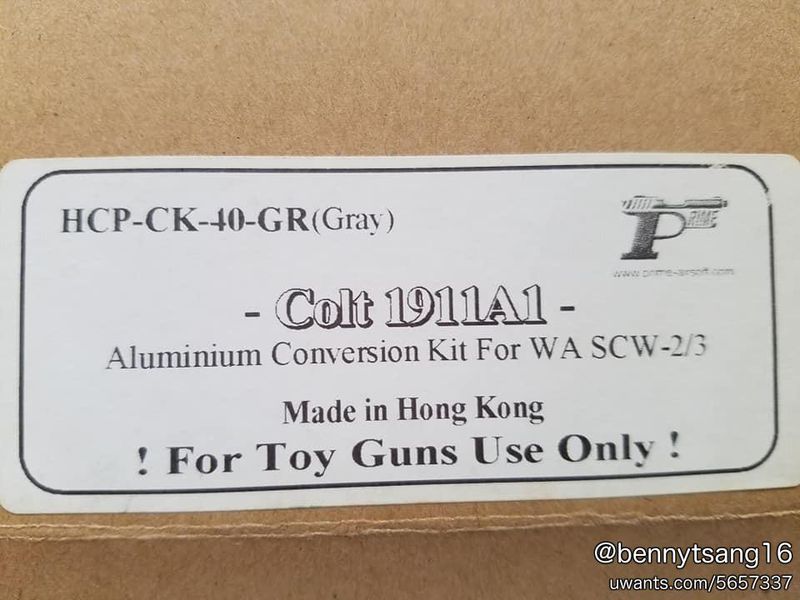 HCP-CK-40-GR(Gray)
PRIME
www.prime-airsoft.com
- Colt 1911A1 -
Aluminium Conversion Kit For WA SCW-2/3
Made in Hong Kong
! For Toy Guns Use Only !
@bennytsang16
uwants.com/5657337